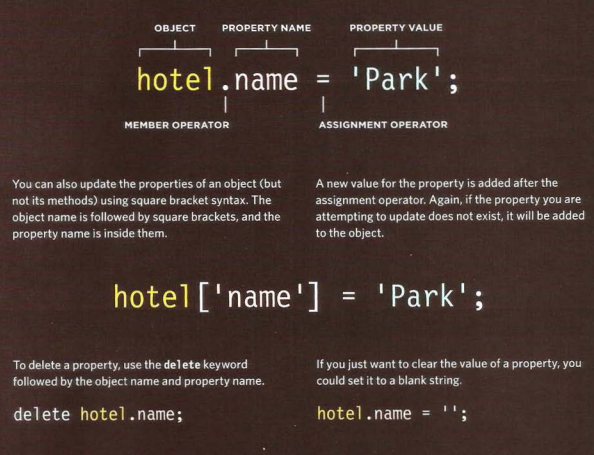 OBJECT PROPERTY NAME PROPERTY VALUE
hotel.name = 'Park';
MEMBER OPERATOR ASSIGNMENT OPERATOR
You can also update the properties of an object (but
not its methods) using square bracket syntax. The
object name is followed by square brackets, and the
property name is inside them.
A new value for the property is added after the
assignment operator. Again, if the property you are
attempting to update does not exist, it will be added
to the object.
hotel['name'] = 'Park';
To delete a property, use the delete keyword
followed by the object name and property name.
delete hotel.name;
If you just want to clear the value of a property, you
could set it to a blank string.
hotel.name = '';